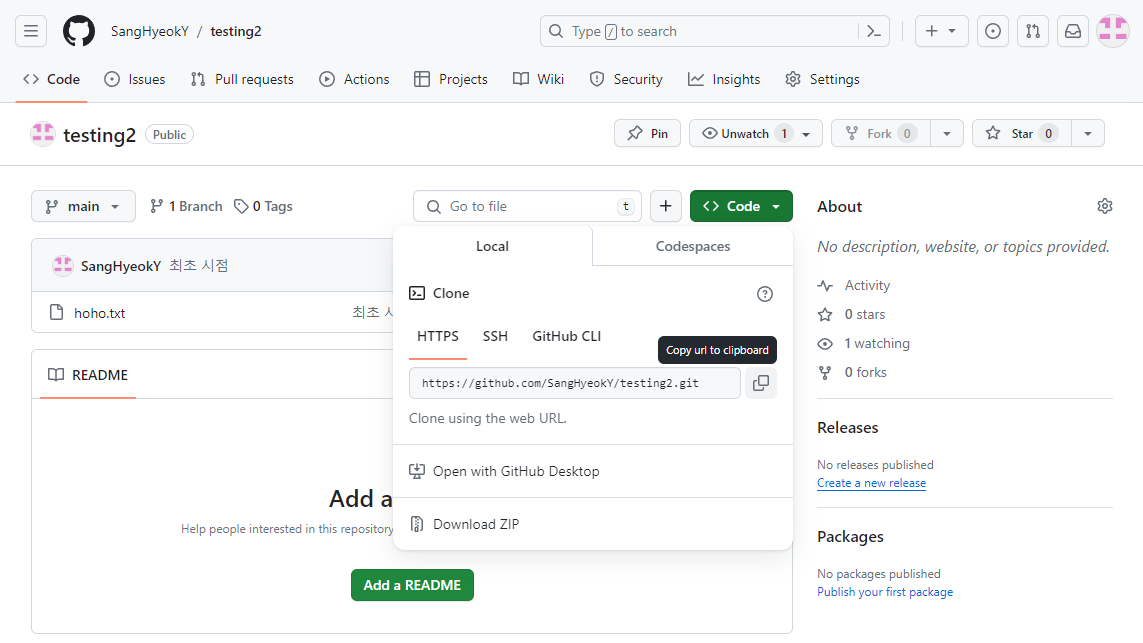 SangHyeokY / testing2
Type / to search
Code Issues Pull requests Actions Projects Wiki Security Insights Settings
testing2 Public
Pin Unwatch 1 Fork 0 Star 0
main 1 Branch 0 Tags Go to file t Code
SangHyeokY 최초 시점
hoho.txt 최초
README
Add a
Help people interested in this repository
Add a README
Local Codespaces
Clone
HTTPS SSH GitHub CLI
Copy url to clipboard
https://github.com/SangHyeokY/testing2.git
Clone using the web URL.
Open with GitHub Desktop
Download ZIP
About
No description, website, or topics provided.
Activity
0 stars
1 watching
0 forks
Releases
No releases published
Create a new release
Packages
No packages published
Publish your first package